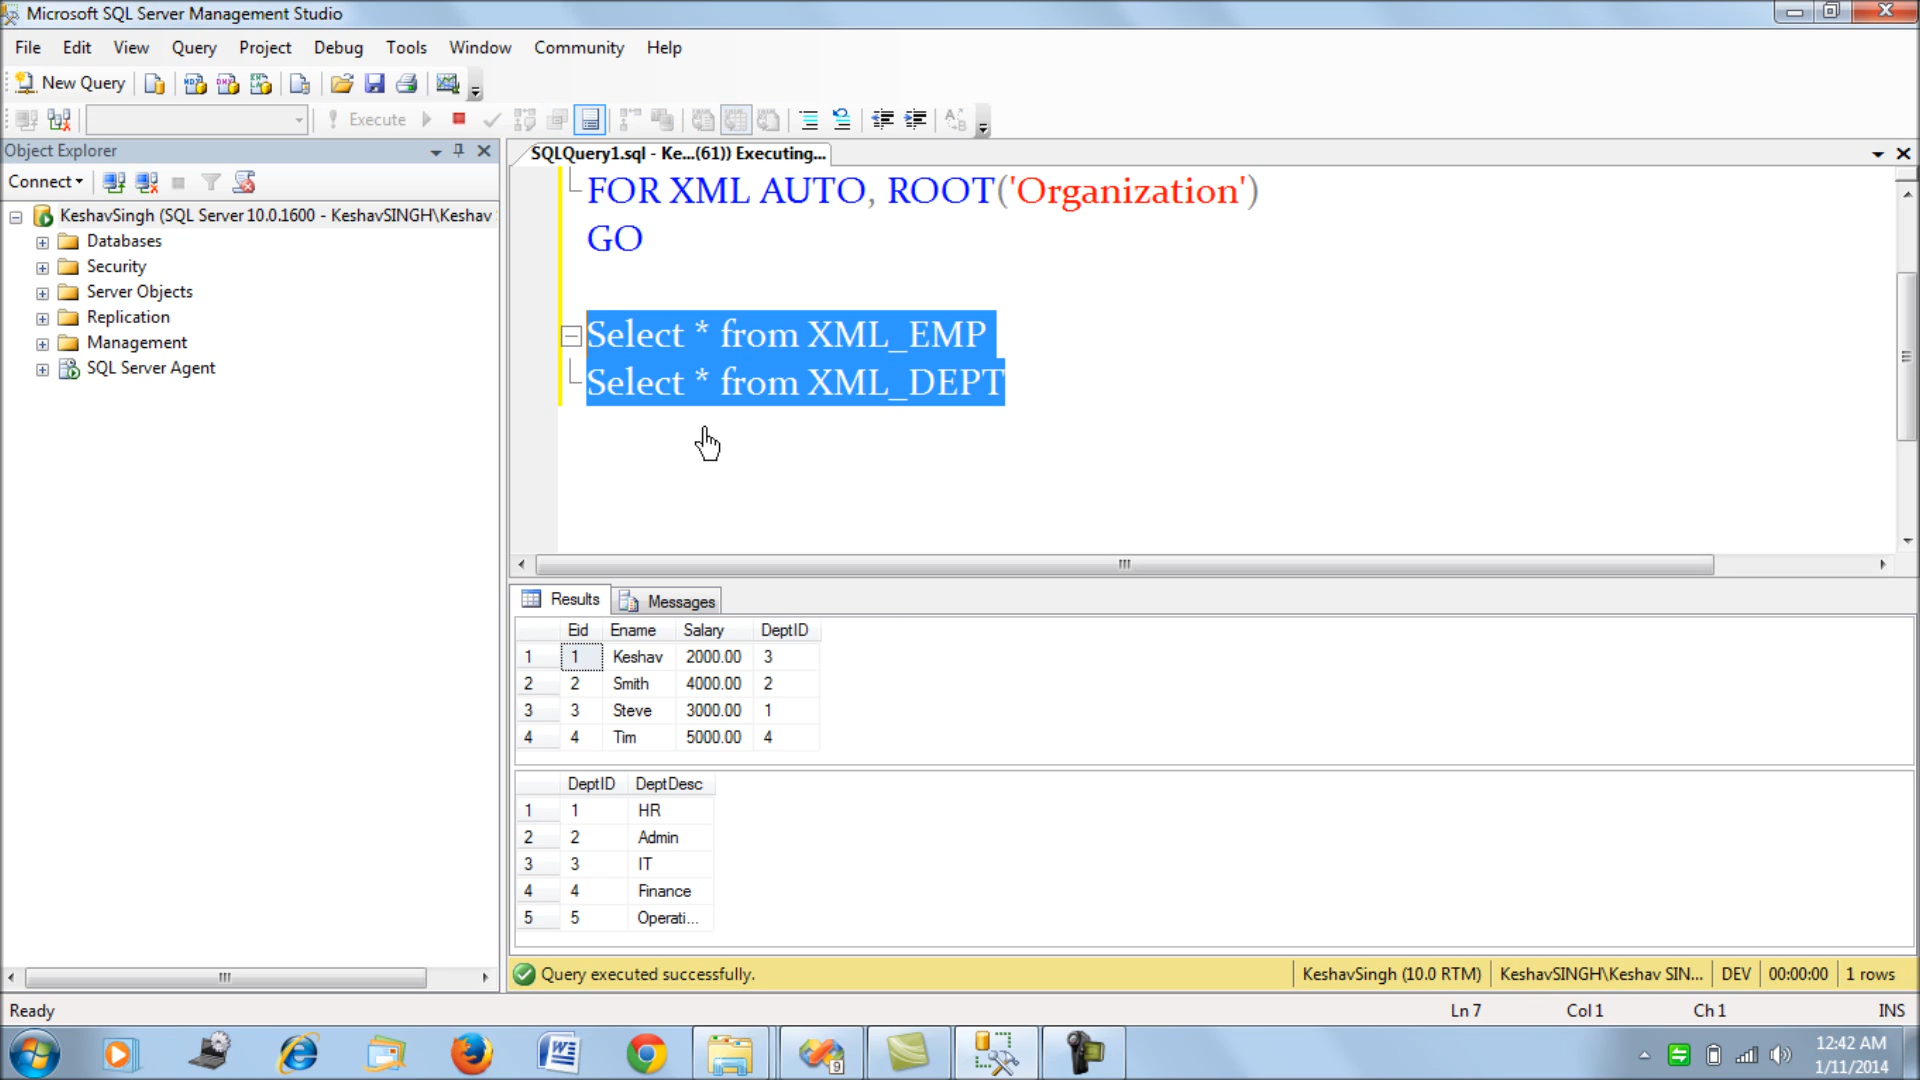 Microsoft SQL Server Management Studio
File Edit View Query Project Debug Tools Window Community Help
New Query
Execute
Object Explorer
Connect
KeshavSingh (SQL Server 10.0.1600 - KeshavSINGH\Keshav
Databases
Security
Server Objects
Replication
Management
SQL Server Agent
SQLQuery1.sql - Ke...(61)) Executing...
FOR XML AUTO, ROOT('Organization')
GO
Select * from XML_EMP
Select * from XML_DEPT
Results Messages
Eid Ename Salary DeptID
1 1 Keshav 2000.00 3
2 2 Smith 4000.00 2
3 3 Steve 3000.00 1
4 4 Tim 5000.00 4
DeptID DeptDesc
1 1 HR
2 2 Admin
3 3 IT
4 4 Finance
5 5 Operati...
Query executed successfully. KeshavSingh (10.0 RTM) KeshavSINGH\Keshav SIN... DEV 00:00:00 1 rows
Ready Ln 7 Col 1 Ch 1 INS
9
12:42 AM
1/11/2014